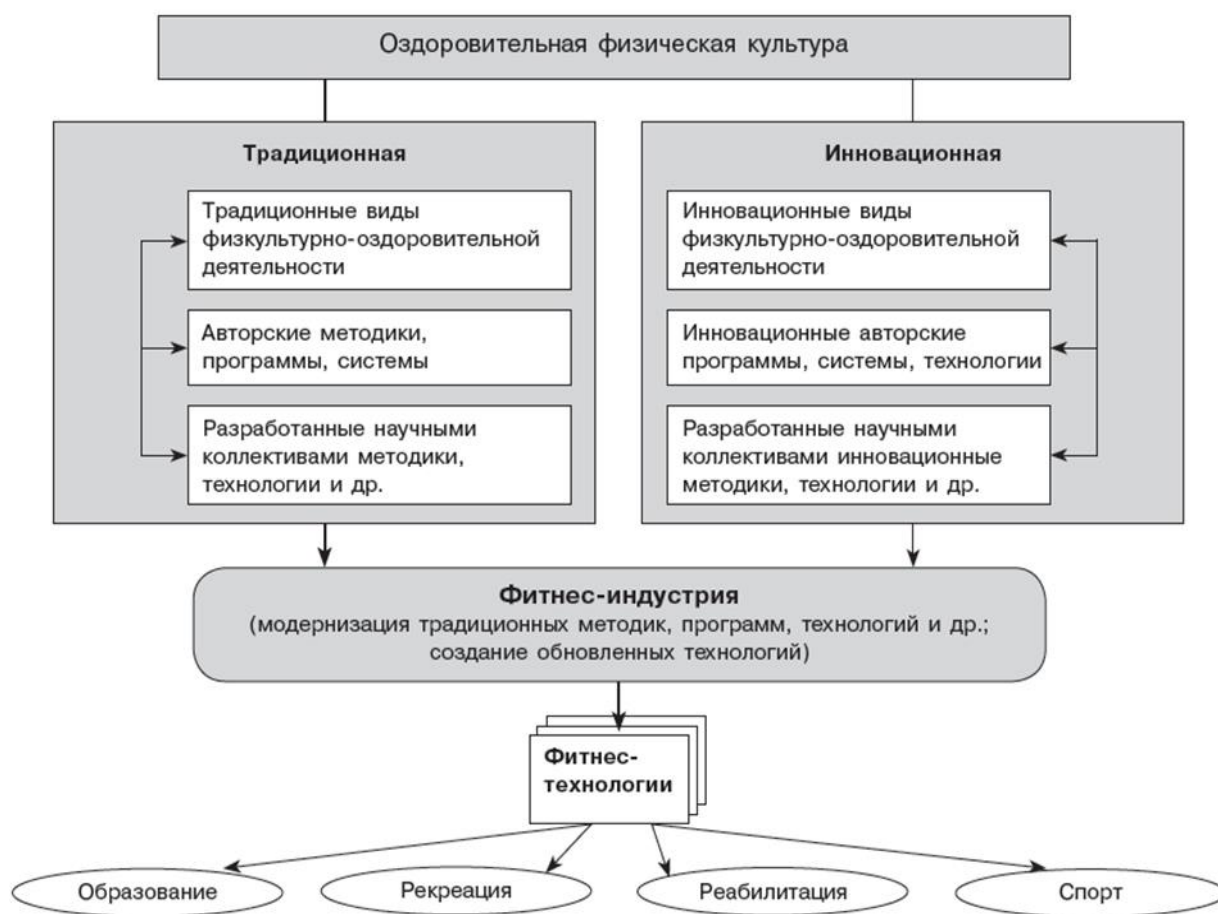 Оздоровительная физическая культура
Традиционная
Традиционные виды
физкультурно-оздоровительной
деятельности
Авторские методики,
программы, системы
Разработанные научными
коллективами методики,
технологии и др.
Инновационная
Инновационные виды
физкультурно-оздоровительной
деятельности
Инновационные авторские
программы, системы, технологии
Разработанные научными
коллективами инновационные
методики, технологии и др.
Фитнес-индустрия
(модернизация традиционных методик, программ, технологий и др.;
создание обновленных технологий)
Фитнес-
технологии
Образование
Рекреация
Реабилитация
Спорт